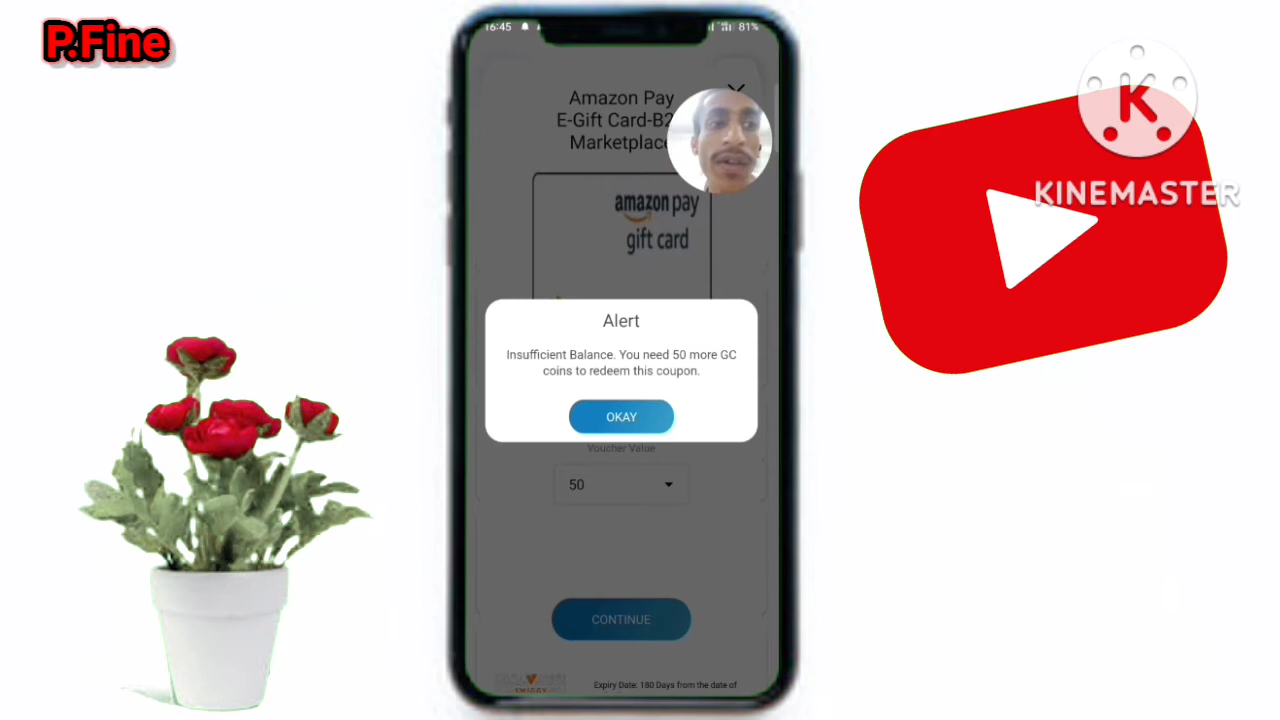 P.Fine
16:45
81%
Amazon Pay
E-Gift Card-B2
Marketplace
amazon pay
gift card
Alert
Insufficient Balance. You need 50 more GC
coins to redeem this coupon.
OKAY
Voucher Value
50
CONTINUE
SWIGGY
Expiry Date: 180 Days from the date of
K
KINEMASTER